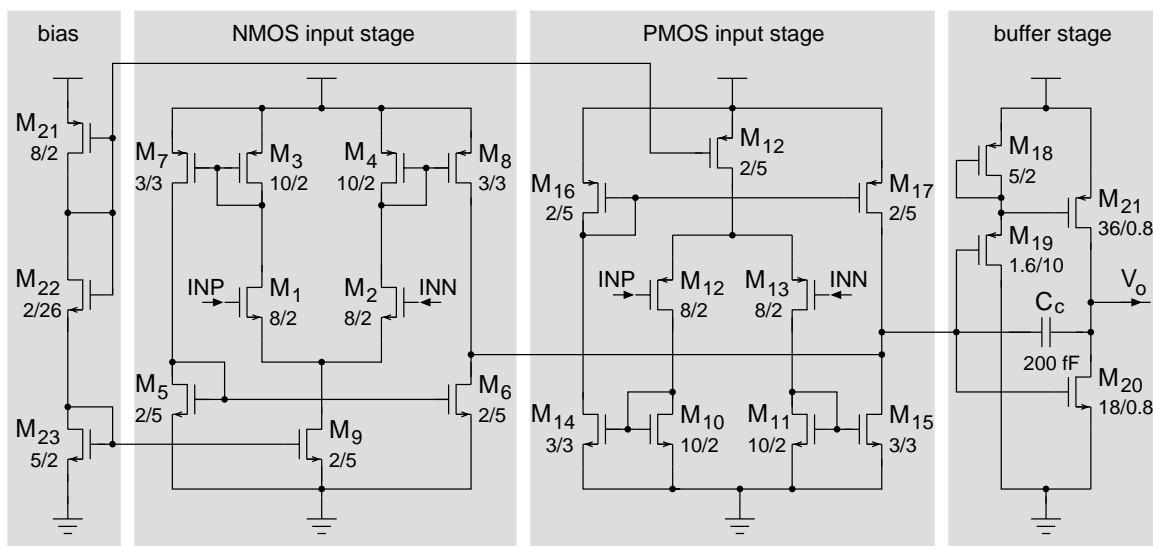 bias
NMOS input stage
PMOS input stage
buffer stage
M21
8/2
M22
2/26
M23
5/2
M7
3/3
M3
10/2
M4
10/2
M8
3/3
INP
M1
8/2
M2
8/2
INN
M5
2/5
M6
2/5
M9
2/5
M12
2/5
M16
2/5
M17
2/5
INP
M12
8/2
M13
8/2
INN
M14
3/3
M10
10/2
M11
10/2
M15
3/3
M18
5/2
M21
36/0.8
M19
1.6/10
Vo
Cc
200 fF
M20
18/0.8